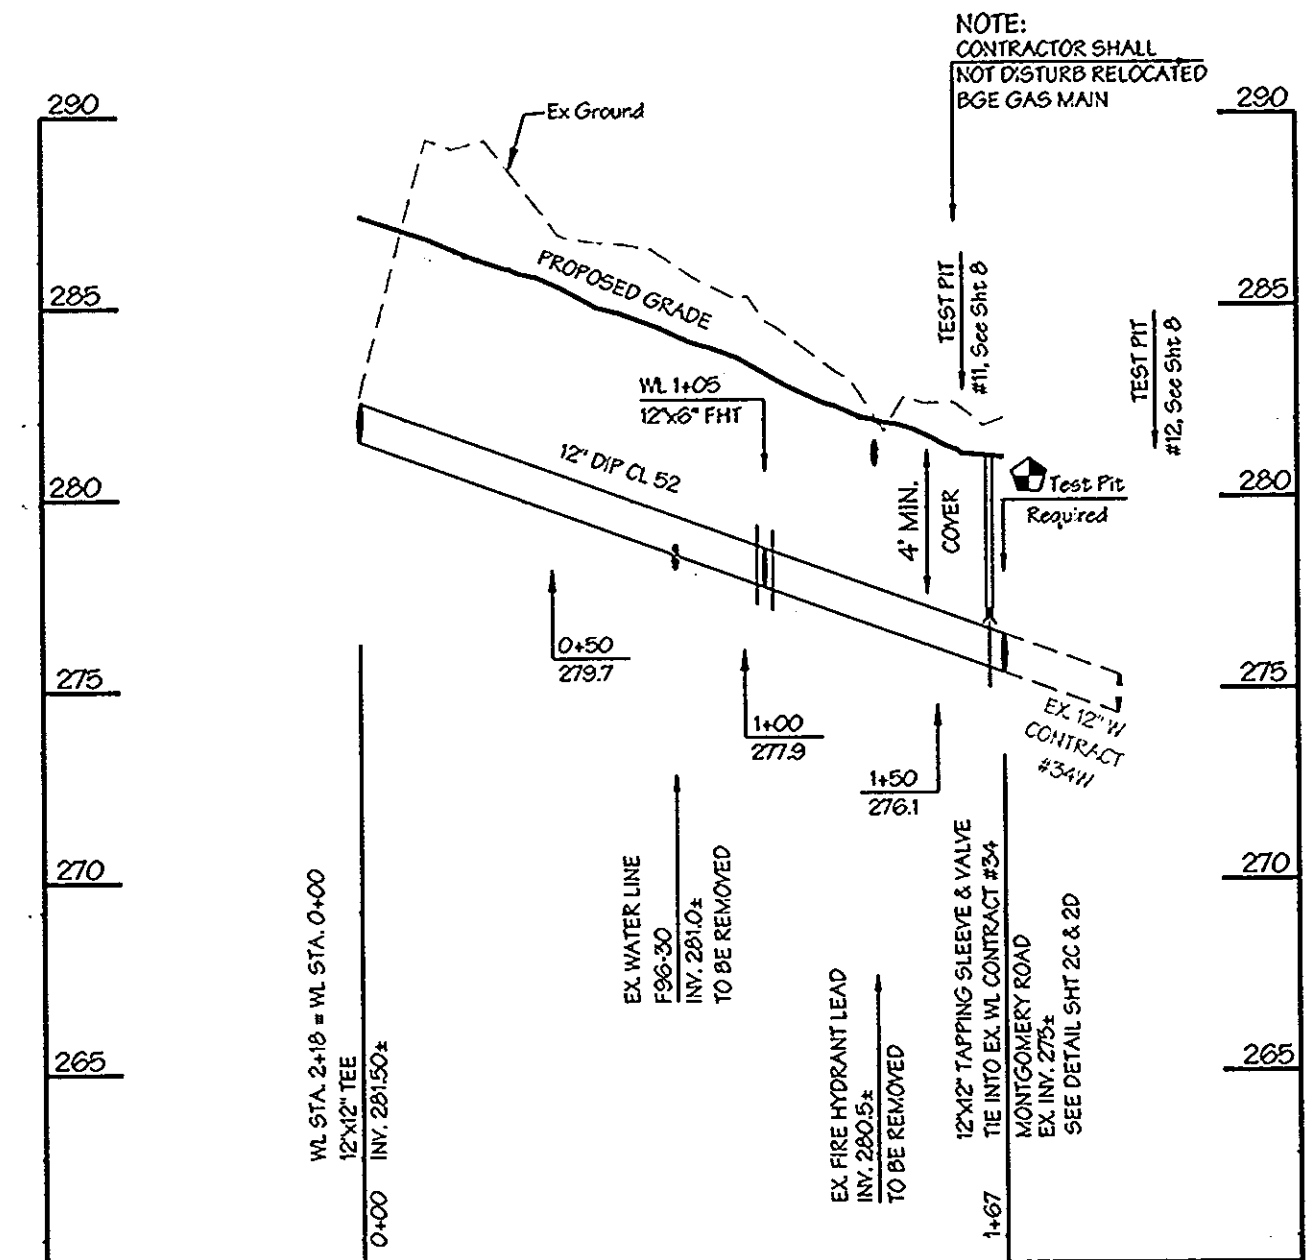 NOTE:
CONTRACTOR SHALL
NOT DISTURB RELOCATED
BGE GAS MAIN
290
290
Ex Ground
PROPOSED GRADE
285
285
TEST PIT
#11, See Sht 8
TEST PIT
#12, See Sht 8
WL 1+05
12"x6" FHT
12" DIP CL 52
280
280
4' MIN.
COVER
Test Pit
Required
0+50
279.7
275
275
1+00
277.9
EX. 12" W
CONTRACT
#34W
1+50
276.1
270
270
WL STA. 2+18 = WL STA. 0+00
12"X12" TEE
INV. 281.50±
0+00
EX. WATER LINE
F96-30
INV. 281.0±
TO BE REMOVED
EX. FIRE HYDRANT LEAD
INV. 280.5±
TO BE REMOVED
12"X12" TAPPING SLEEVE & VALVE
TIE INTO EX. WL CONTRACT #34
MONTGOMERY ROAD
EX. INV. 275±
SEE DETAIL SHT 2C & 2D
1+67
265
265